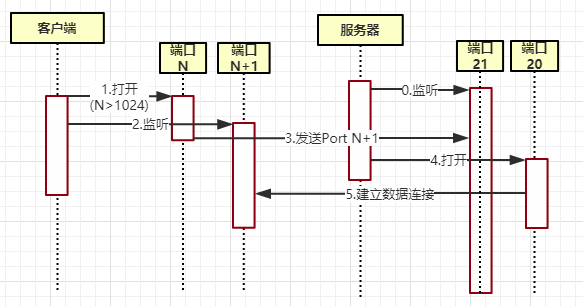 客户端
端口
N
端口
N+1
服务器
端口
21
端口
20
1.打开
(N>1024)
0.监听
2.监听
3.发送Port N+1
4.打开
5.建立数据连接